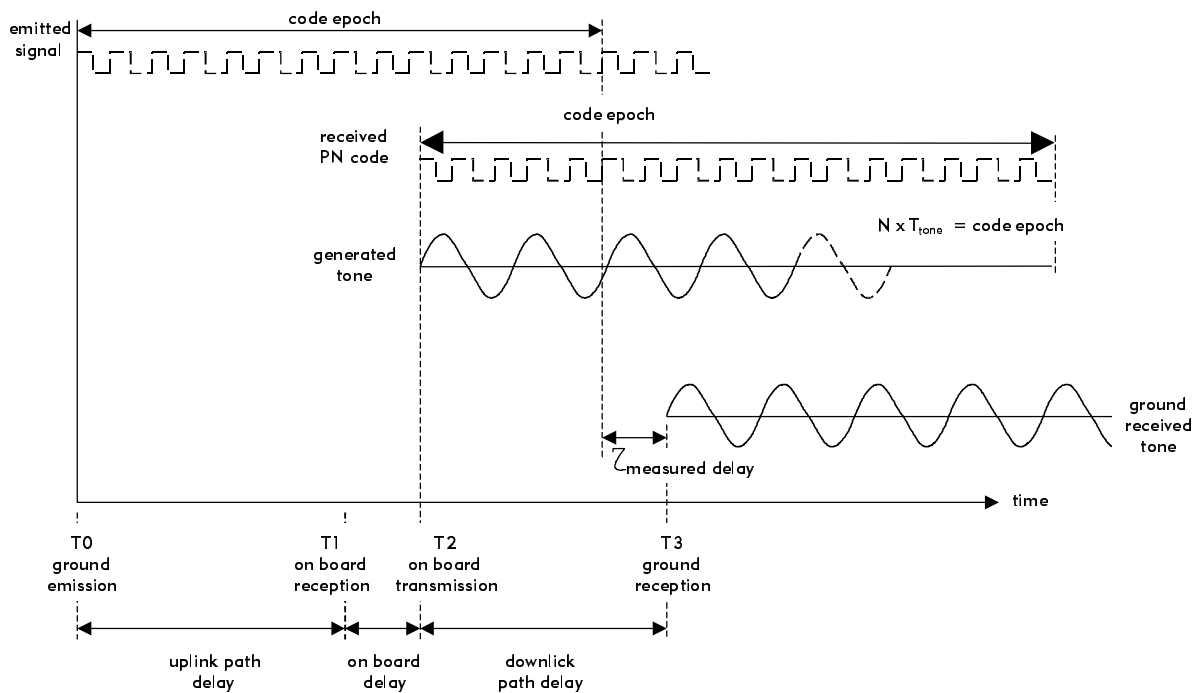 code epoch
emitted
signal
code epoch
received
PN code
N x Ttone = code epoch
generated
tone
ground
received
tone
τmeasured delay
time
T0
ground
emission
T1
on board
reception
T2
on board
transmission
T3
ground
reception
uplink path
delay
on board
delay
downlick
path delay